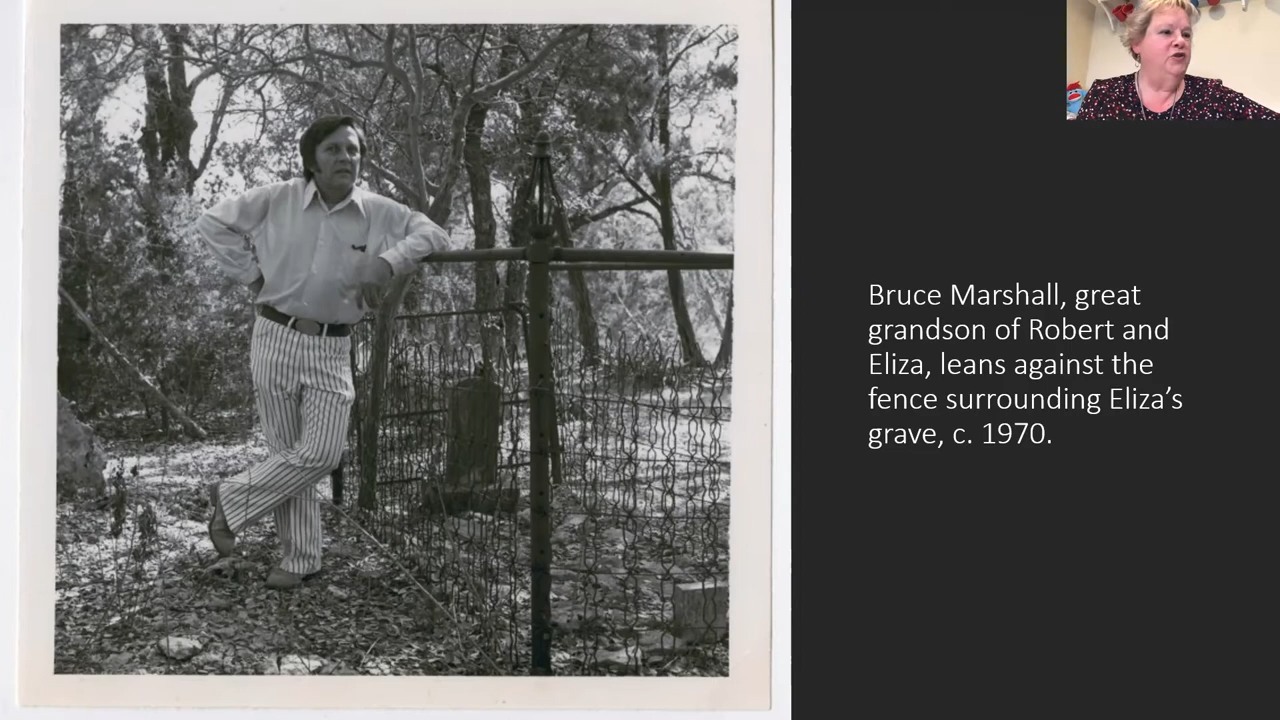 Bruce Marshall, great
grandson of Robert and
Eliza, leans against the
fence surrounding Eliza’s
grave, c. 1970.